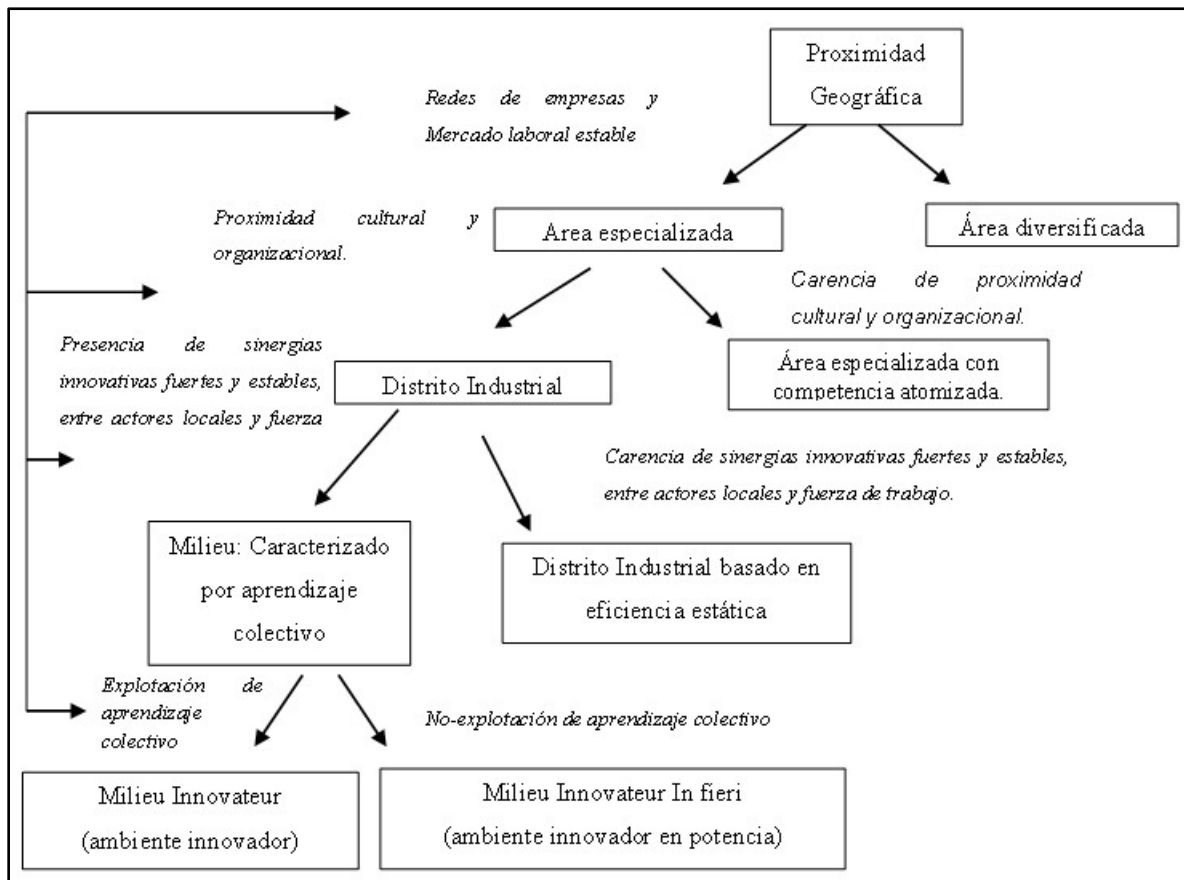 Proximidad
Geográfica
Redes de empresas y
Mercado laboral estable
Proximidad cultural y
organizacional.
Area especializada
Área diversificada
Carencia de proximidad
cultural y organizacional.
Presencia de sinergias
innovativas fuertes y estables,
entre actores locales y fuerza
Distrito Industrial
Área especializada con
competencia atomizada.
Carencia de sinergias innovativas fuertes y estables,
entre actores locales y fuerza de trabajo.
Milieu: Caracterizado
por aprendizaje
colectivo
Distrito Industrial basado en
eficiencia estática
Explotación de
aprendizaje
colectivo
No-explotación de aprendizaje colectivo
Milieu Innovateur
(ambiente innovador)
Milieu Innovateur In fieri
(ambiente innovador en potencia)